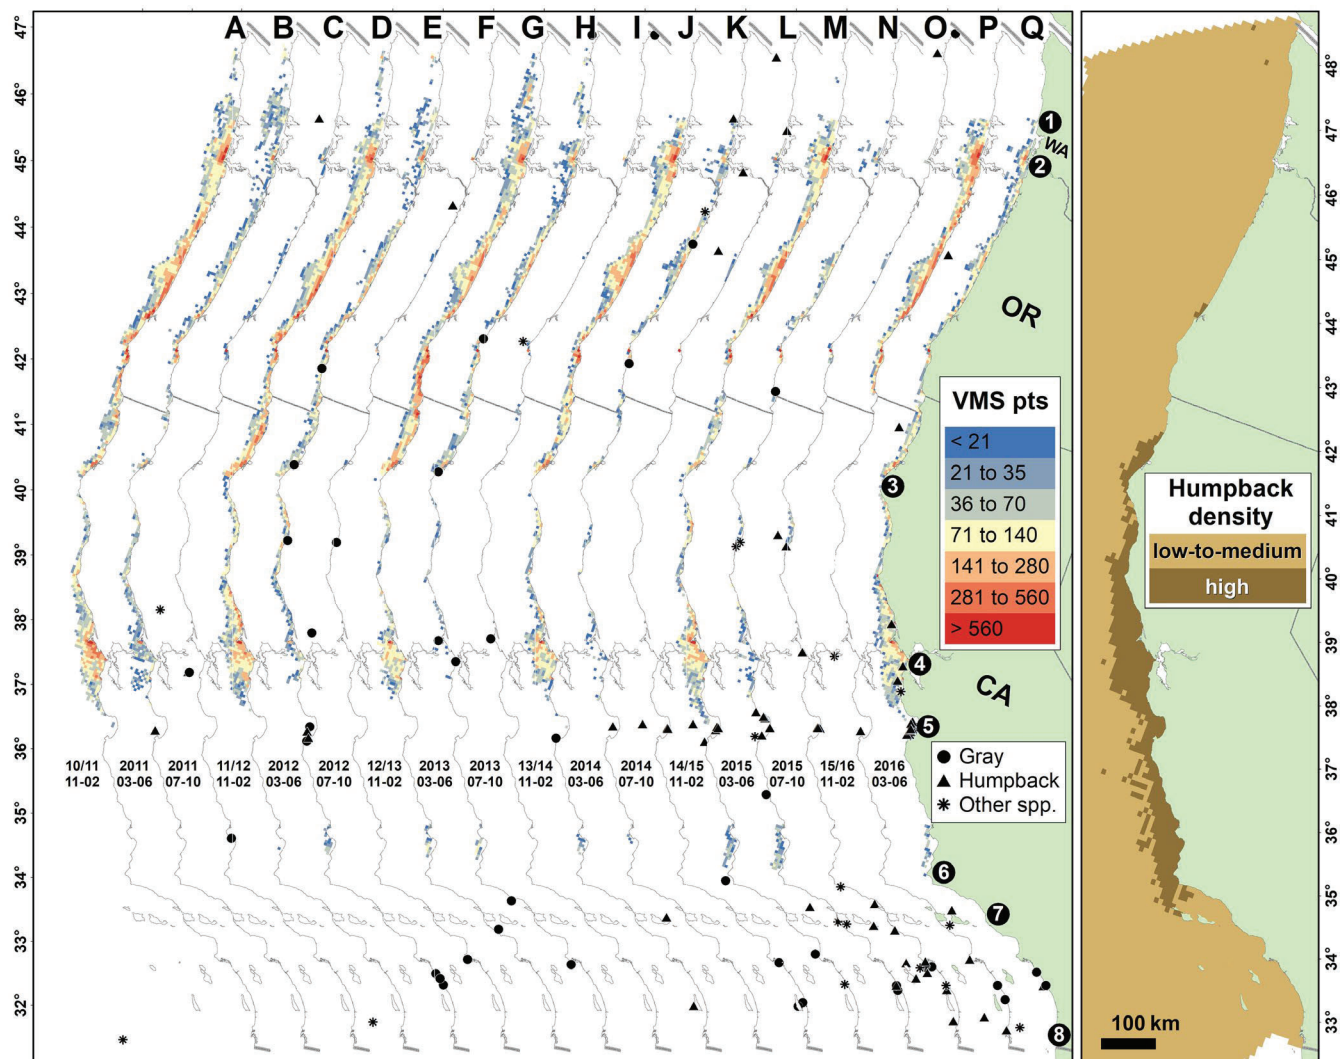 A B C D E F G H I J K L M N O P Q
47°
46°
45°
44°
43°
42°
41°
40°
39°
38°
37°
36°
35°
34°
33°
32°
1
WA
2
OR
VMS pts
< 21
21 to 35
36 to 70
71 to 140
141 to 280
281 to 560
> 560
3
4
CA
5
Gray
Humpback
Other spp.
10/11 2011 2011 11/12 2012 2012 12/13 2013 2013 13/14 2014 2014 14/15 2015 2015 15/16 2016
11-02 03-06 07-10 11-02 03-06 07-10 11-02 03-06 07-10 11-02 03-06 07-10 11-02 03-06 07-10 11-02 03-06
6
7
8
48°
47°
46°
45°
44°
43°
42°
41°
40°
39°
38°
37°
36°
35°
34°
33°
Humpback
density
low-to-medium
high
100 km